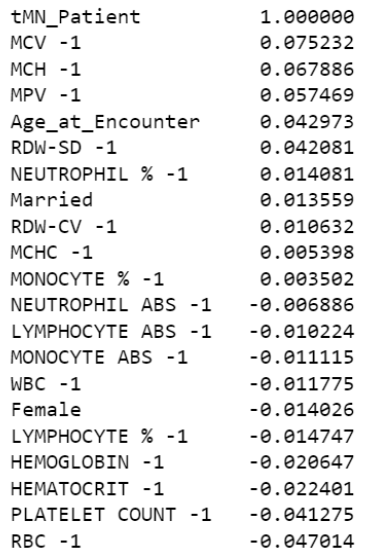 tMN_Patient 1.000000
MCV -1 0.075232
MCH -1 0.067886
MPV -1 0.057469
Age_at_Encounter 0.042973
RDW-SD -1 0.042081
NEUTROPHIL % -1 0.014081
Married 0.013559
RDW-CV -1 0.010632
MCHC -1 0.005398
MONOCYTE % -1 0.003502
NEUTROPHIL ABS -1 -0.006886
LYMPHOCYTE ABS -1 -0.010224
MONOCYTE ABS -1 -0.011115
WBC -1 -0.011775
Female -0.014026
LYMPHOCYTE % -1 -0.014747
HEMOGLOBIN -1 -0.020647
HEMATOCRIT -1 -0.022401
PLATELET COUNT -1 -0.041275
RBC -1 -0.047014